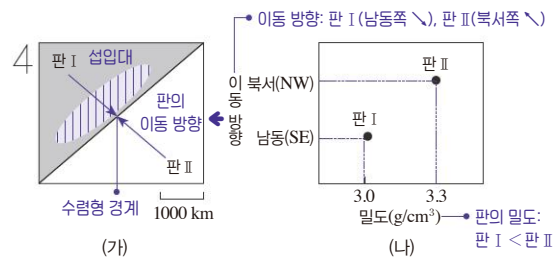 이동 방향: 판 Ⅰ(남동쪽 ↘), 판 Ⅱ(북서쪽 ↖)
4
섭입대
판 Ⅰ
판의
이동 방향
판 Ⅱ
수렴형 경계
1000 km
(가)
이동 방향
북서(NW)
남동(SE)
판 Ⅱ
판 Ⅰ
3.0
3.3
밀도(g/cm³)
판의 밀도:
판 Ⅰ < 판 Ⅱ
(나)